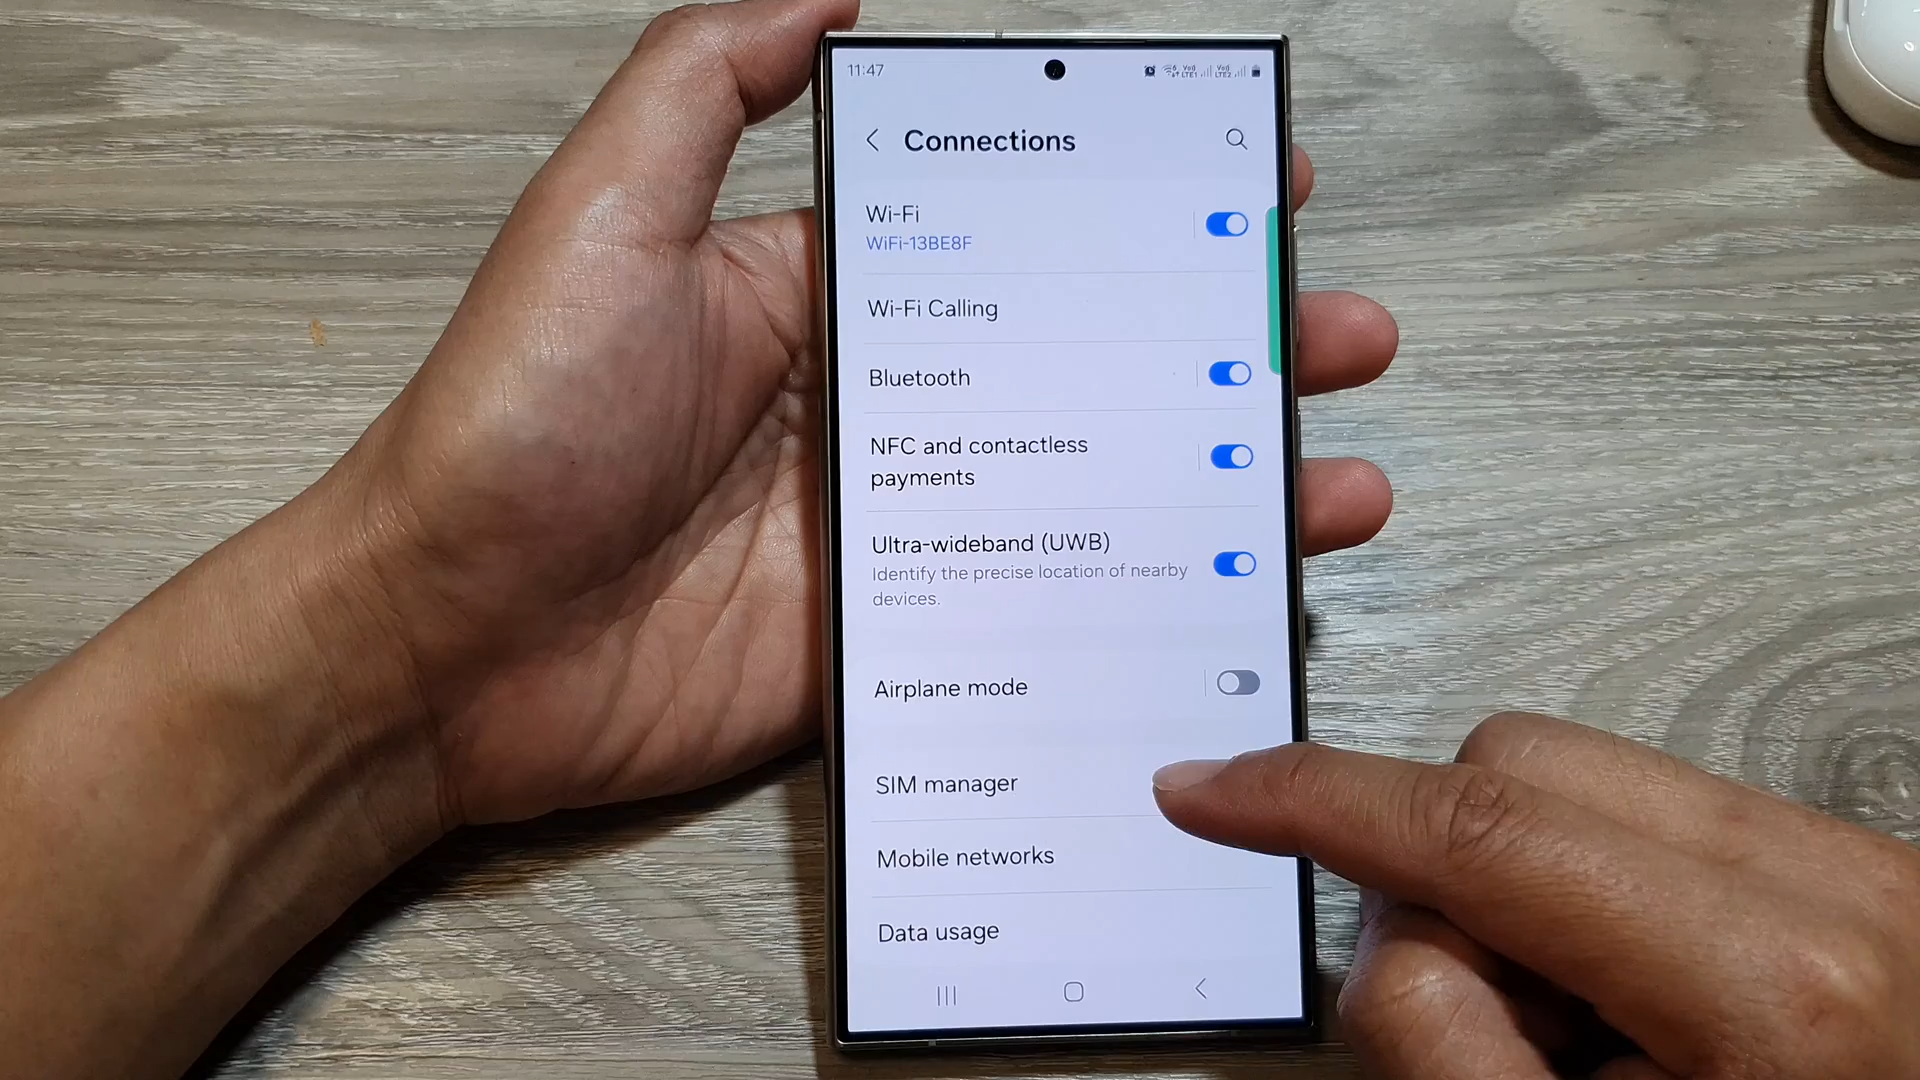 11:47
Connections
Wi-Fi
WiFi-13BE8F
Wi-Fi Calling
Bluetooth
NFC and contactless
payments
Ultra-wideband (UWB)
Identify the precise location of nearby
devices.
Airplane mode
SIM manager
Mobile networks
Data usage